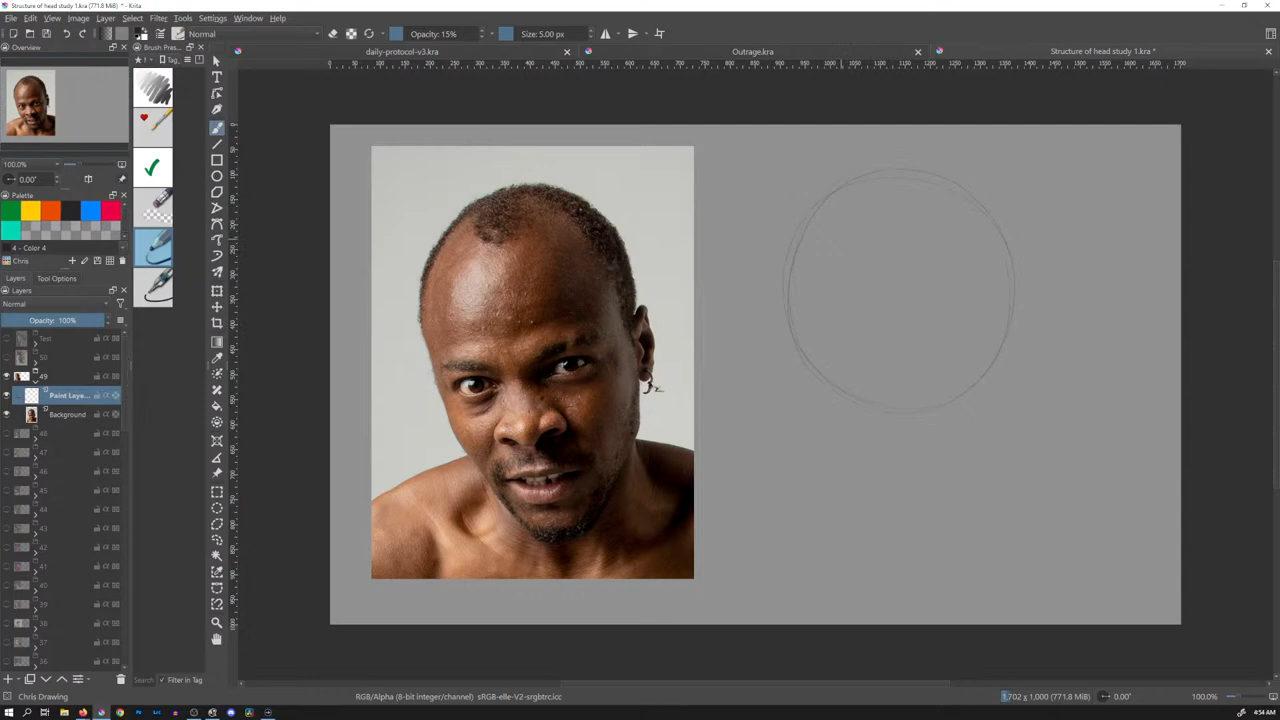 Structure of head study 1.kra (771.8 MiB) * - Krita
File Edit View Image Layer Select Filter Tools Settings Window Help
Normal
Opacity: 15%
Size: 5.00 px
Overview
Brush Pres...
daily-protocol-v3.kra
Outrage.kra
Structure of head study 1.kra *
Tag
100.0%
0.00°
Palette
4 - Color 4
Chris
Layers Tool Options
Layers
Normal
Opacity: 100%
Test
50
49
Paint Laye...
Background
48
47
46
45
44
43
42
41
40
39
38
37
36
Search
Filter in Tag
Chris Drawing
RGB/Alpha (8-bit integer/channel) sRGB-elle-V2-srgbtrc.icc
1,702 x 1,000 (771.8 MiB)
0.00°
100.0%
4:54 AM